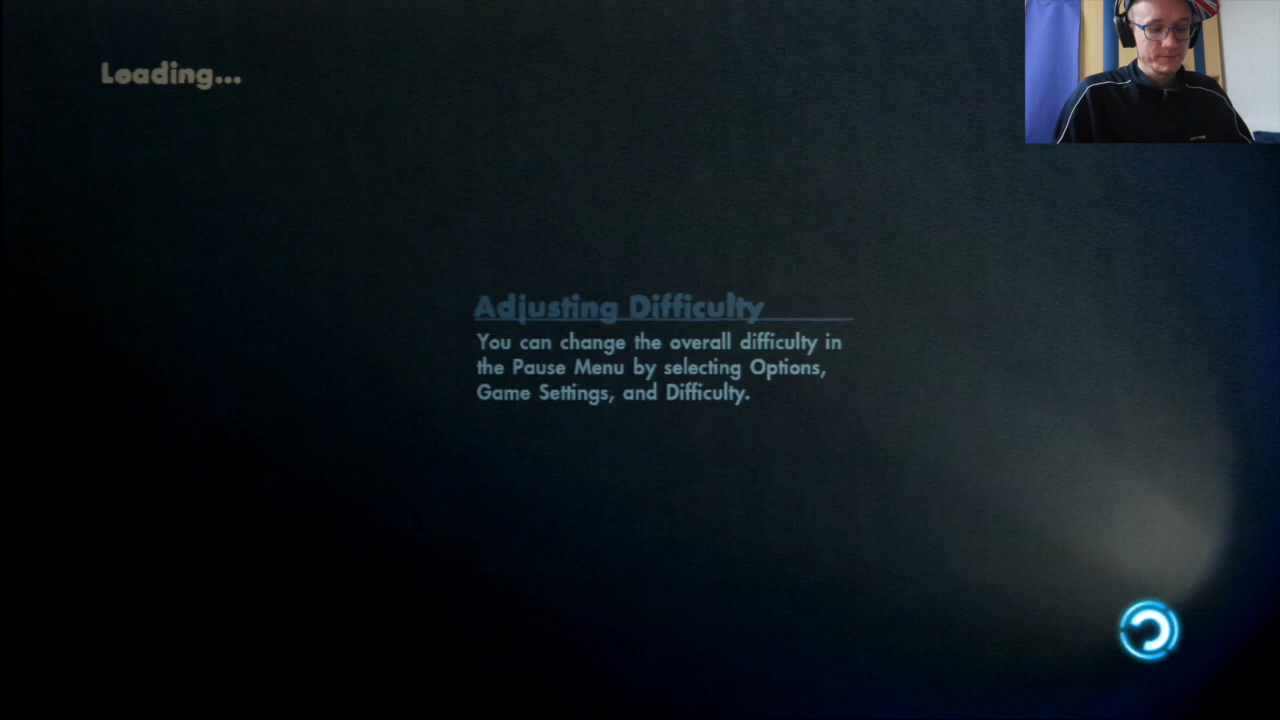 Loading...
Adjusting Difficulty
You can change the overall difficulty in
the Pause Menu by selecting Options,
Game Settings, and Difficulty.